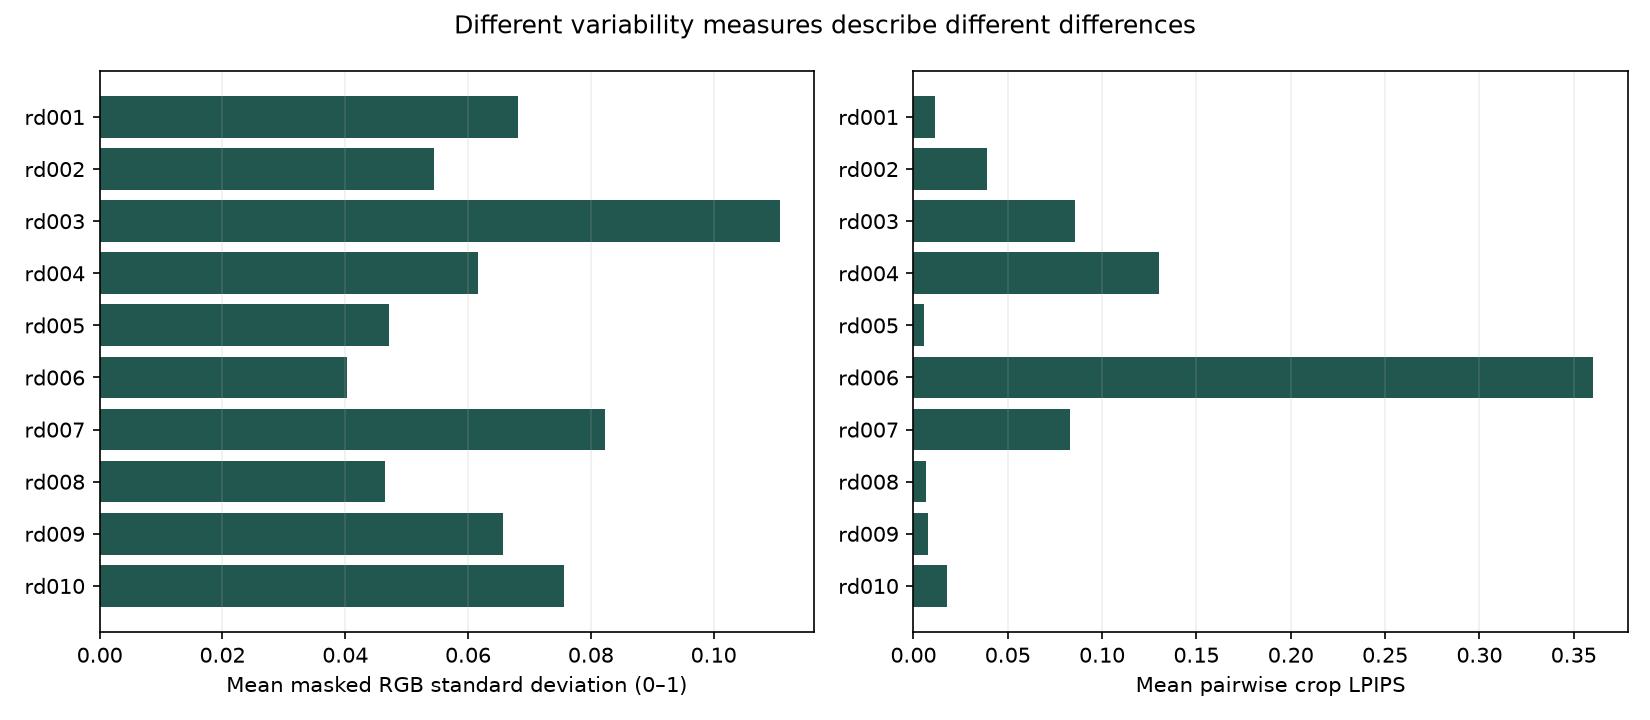 Different variability measures describe different differences
rd001
rd002
rd003
rd004
rd005
rd006
rd007
rd008
rd009
rd010
0.00 0.02 0.04 0.06 0.08 0.10
Mean masked RGB standard deviation (0–1)
rd001
rd002
rd003
rd004
rd005
rd006
rd007
rd008
rd009
rd010
0.00 0.05 0.10 0.15 0.20 0.25 0.30 0.35
Mean pairwise crop LPIPS